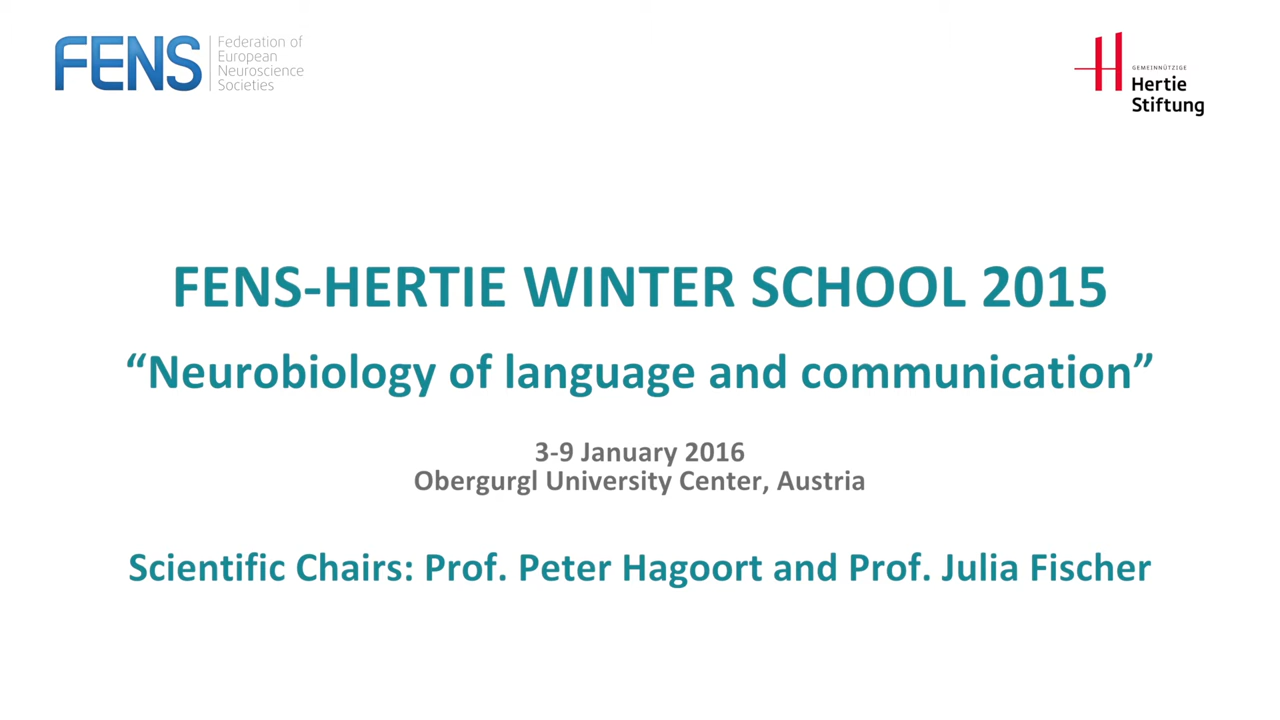 FENS
Federation of
European
Neuroscience
Societies
GEMEINNÜTZIGE
Hertie
Stiftung
FENS-HERTIE WINTER SCHOOL 2015
“Neurobiology of language and communication”
3-9 January 2016
Obergurgl University Center, Austria
Scientific Chairs: Prof. Peter Hagoort and Prof. Julia Fischer